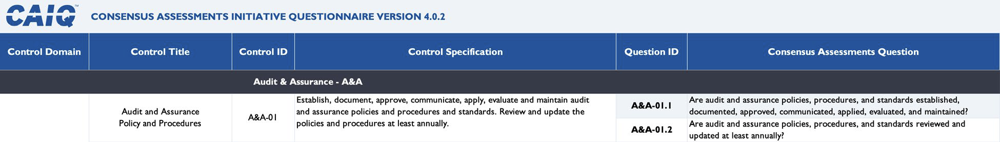 CAIQ™
CONSENSUS ASSESSMENTS INITIATIVE QUESTIONNAIRE VERSION 4.0.2
Control Domain
Control Title
Control ID
Control Specification
Question ID
Consensus Assessments Question
Audit & Assurance - A&A
Audit and Assurance
Policy and Procedures
A&A-01
Establish, document, approve, communicate, apply, evaluate and maintain audit
and assurance policies and procedures and standards. Review and update the
policies and procedures at least annually.
A&A-01.1
Are audit and assurance policies, procedures, and standards established,
documented, approved, communicated, applied, evaluated, and maintained?
A&A-01.2
Are audit and assurance policies, procedures, and standards reviewed and
updated at least annually?